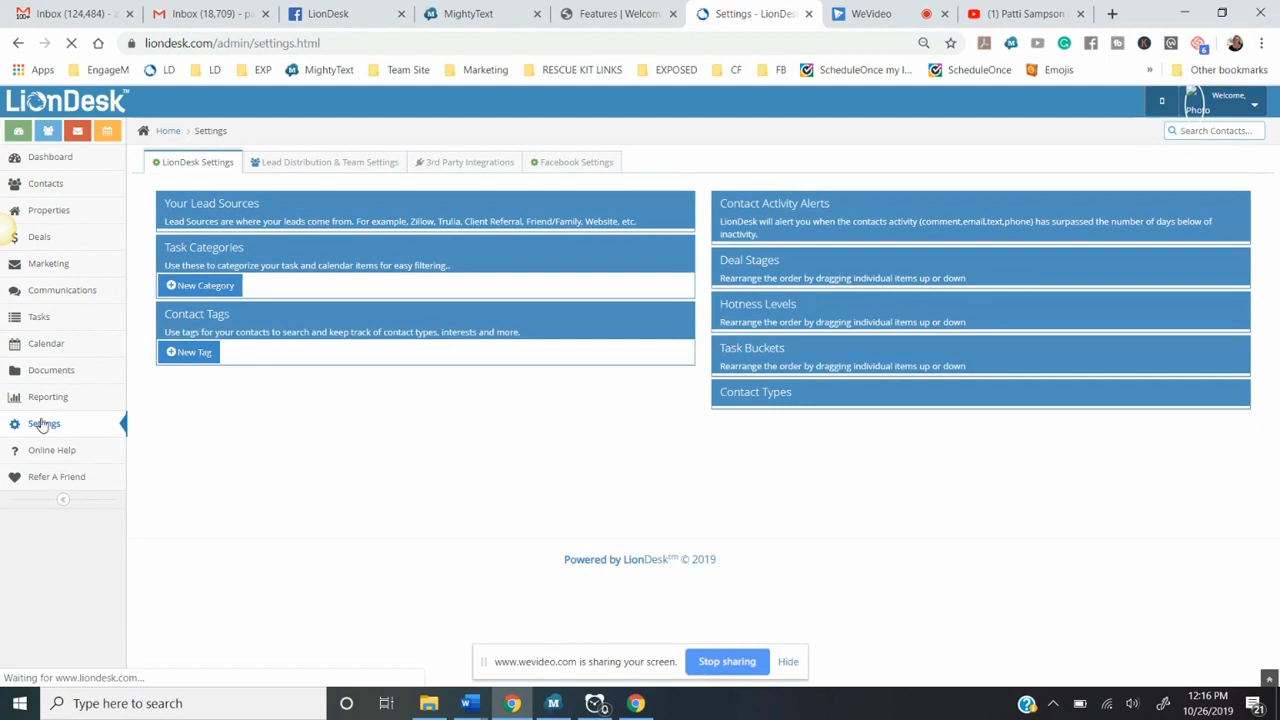 Inbox (124,484) - a
Inbox (18,709) - p
LionDesk
MightyText
Features | Welcom
Settings - LionDes
WeVideo
(1) Patti Sampson
liondesk.com/admin/settings.html
Apps
EngageM
LD
LD
EXP
MightyText
Team Site
Marketing
RESCUE KIT LINKS
EXPOSED
CF
FB
ScheduleOnce my l...
ScheduleOnce
Emojis
»
Other bookmarks
LionDesk™
Welcome,
Photo
Home > Settings
Search Contacts...
Dashboard
Contacts
Properties
Deals
Marketing
Communications
Tasks
Calendar
Documents
Reporting
Settings
Online Help
Refer A Friend
LionDesk Settings
Lead Distribution & Team Settings
3rd Party Integrations
Facebook Settings
Your Lead Sources
Lead Sources are where your leads come from. For example, Zillow, Trulia, Client Referral, Friend/Family, Website, etc.
Task Categories
Use these to categorize your task and calendar items for easy filtering..
New Category
Contact Tags
Use tags for your contacts to search and keep track of contact types, interests and more.
New Tag
Contact Activity Alerts
LionDesk will alert you when the contacts activity (comment,email,text,phone) has surpassed the number of days below of
inactivity.
Deal Stages
Rearrange the order by dragging individual items up or down
Hotness Levels
Rearrange the order by dragging individual items up or down
Task Buckets
Rearrange the order by dragging individual items up or down
Contact Types
Powered by LionDesk™ © 2019
www.wevideo.com is sharing your screen.
Stop sharing
Hide
Waiting for www.liondesk.com...
Type here to search
12:16 PM
10/26/2019
21